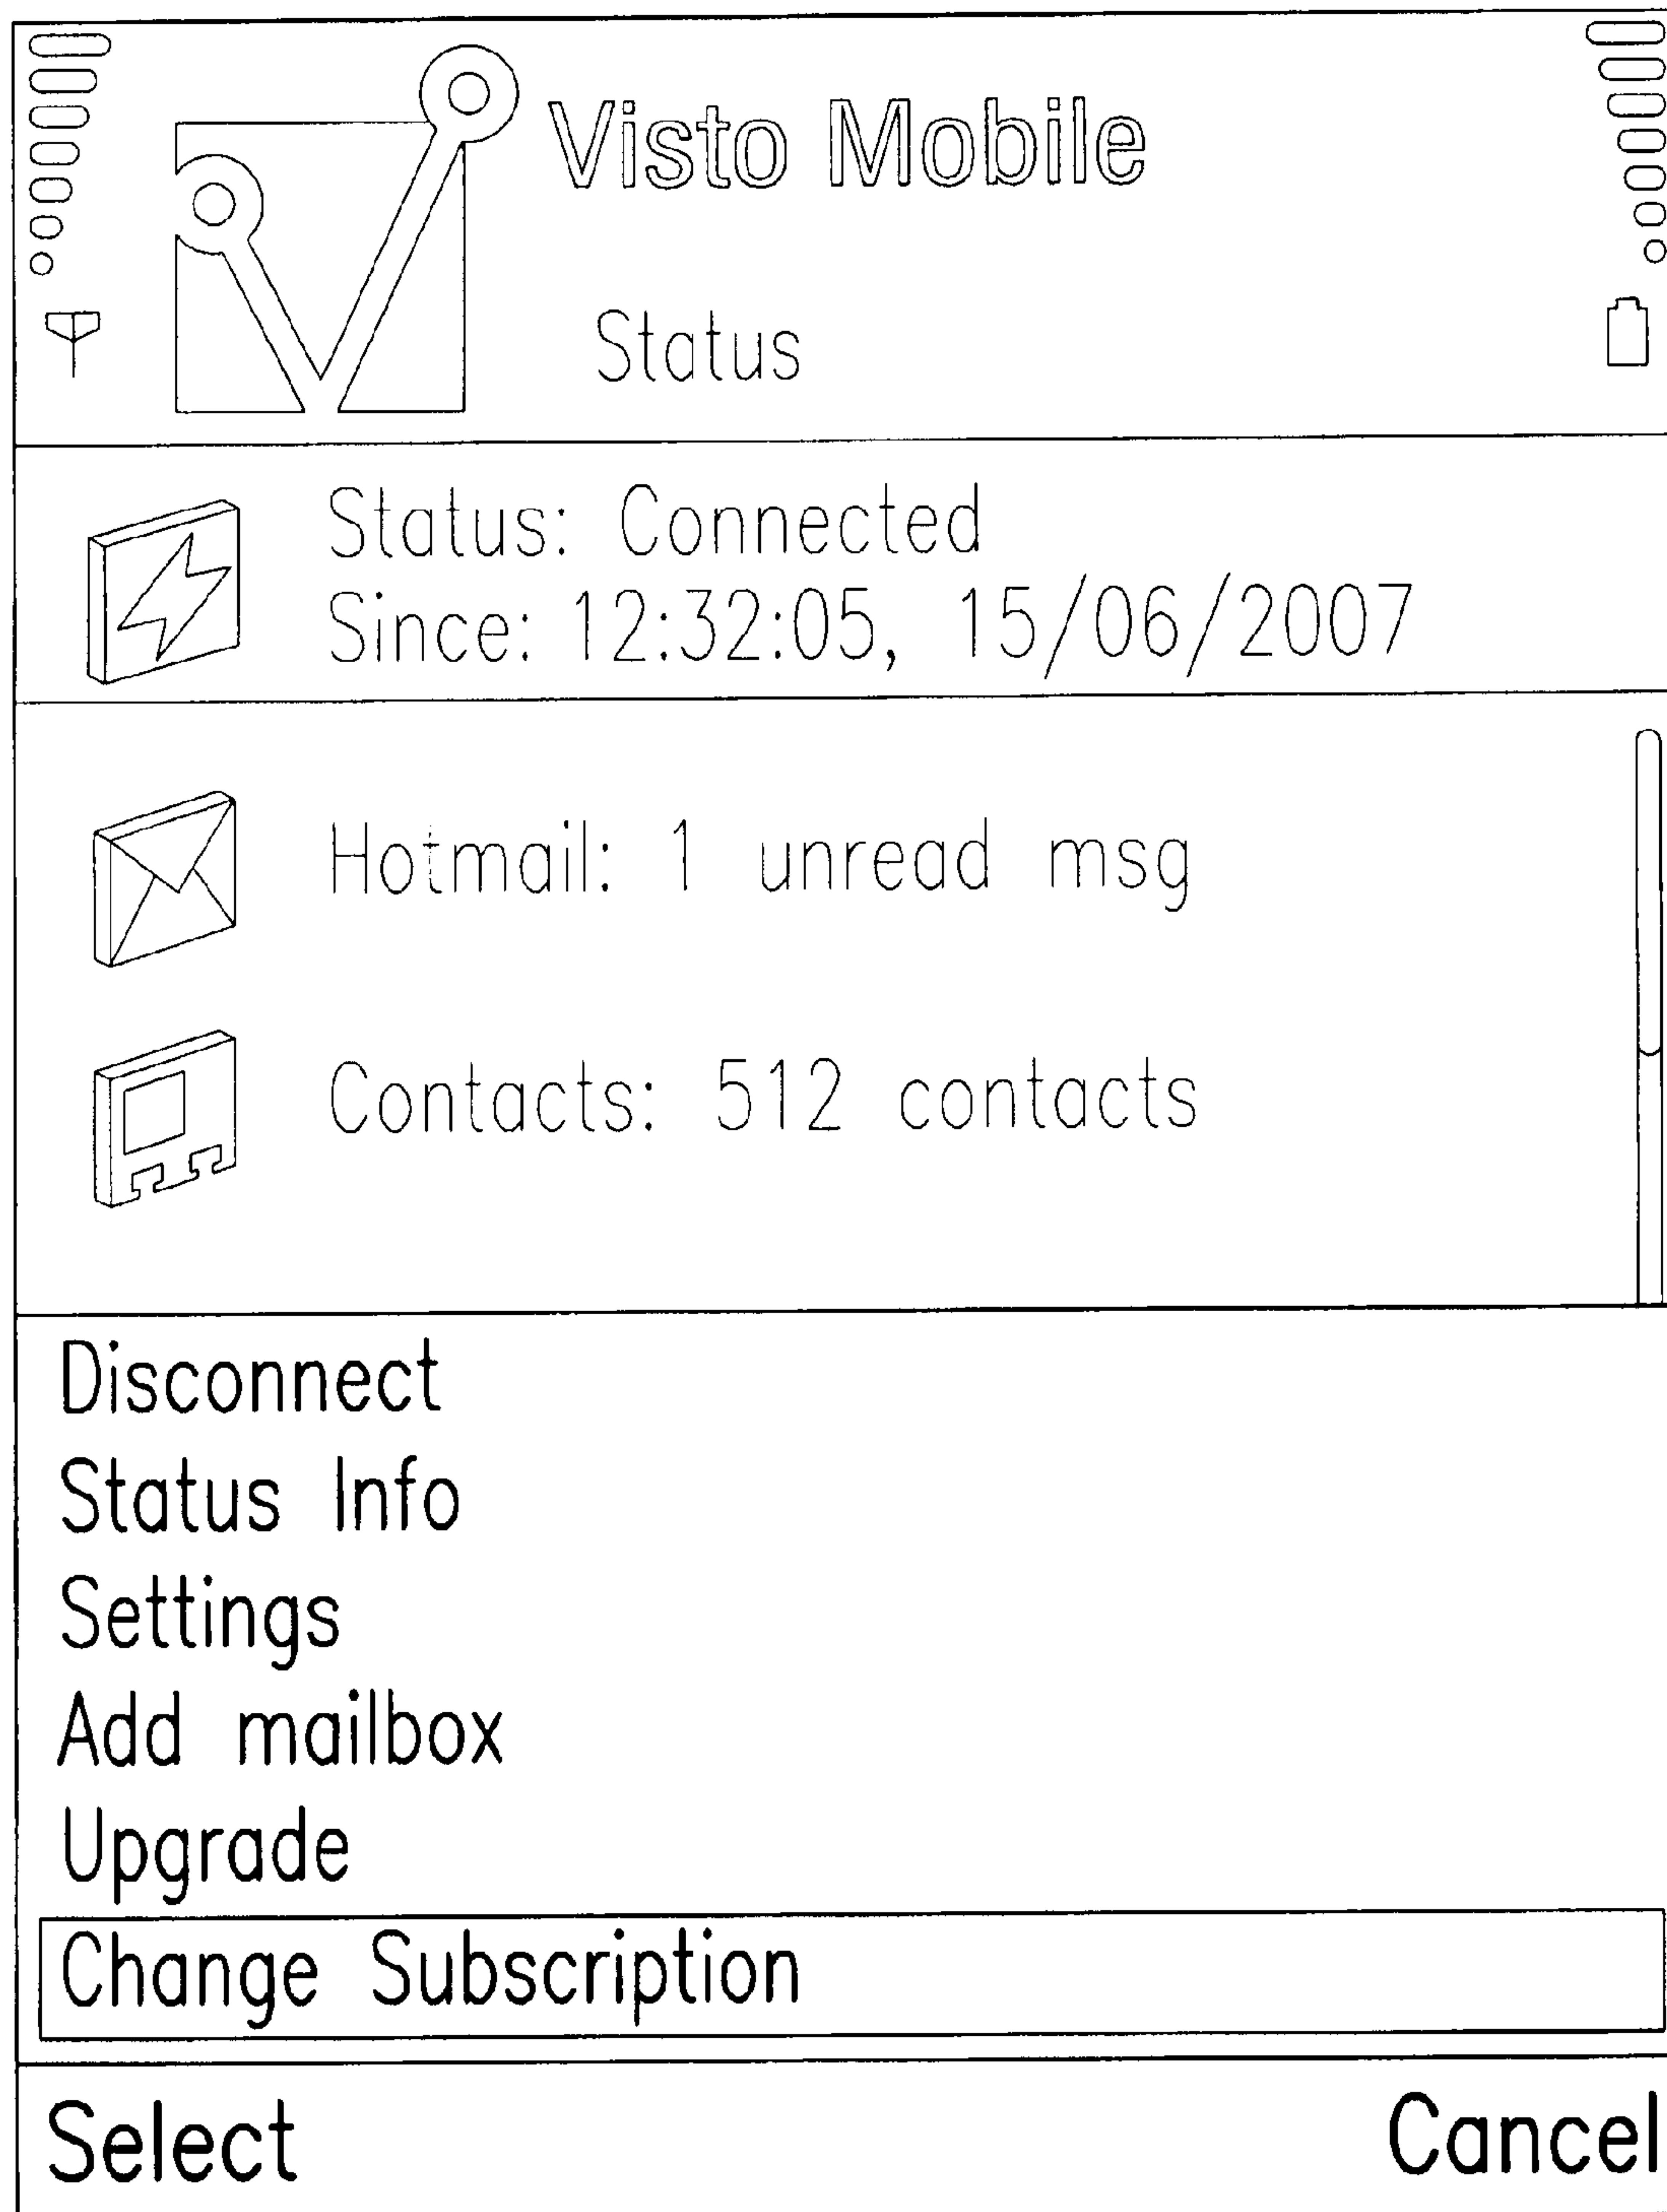 Visto Mobile
Status
Status: Connected
Since: 12:32:05, 15/06/2007
Hotmail: 1 unread msg
Contacts: 512 contacts
Disconnect
Status Info
Settings
Add mailbox
Upgrade
Change Subscription
Select Cancel